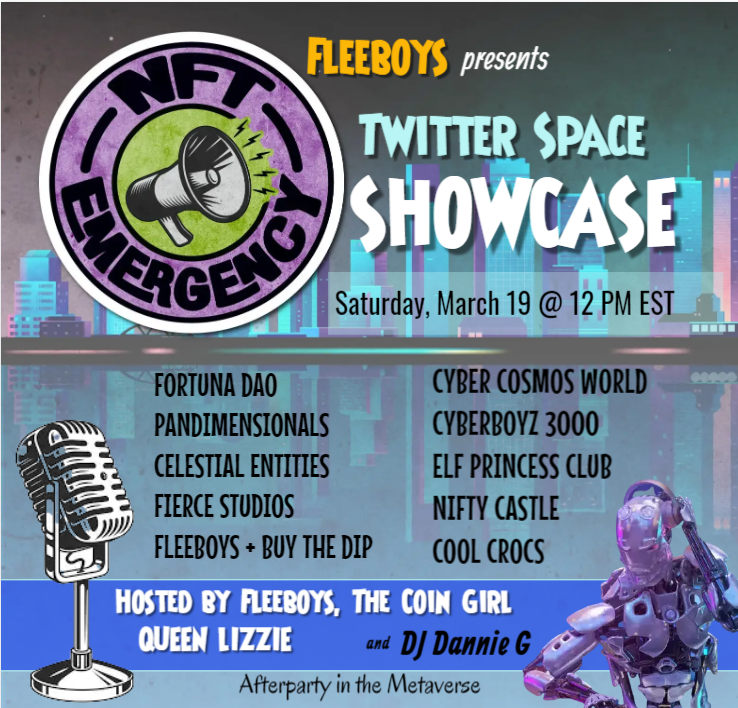 NFT
EMERGENCY
FLEEBOYS presents
TWITTER SPACE
SHOWCASE
Saturday, March 19 @ 12 PM EST
FORTUNA DAO
PANDIMENSIONALS
CELESTIAL ENTITIES
FIERCE STUDIOS
FLEEBOYS + BUY THE DIP
CYBER COSMOS WORLD
CYBERBOYZ 3000
ELF PRINCESS CLUB
NIFTY CASTLE
COOL CROCS
HOSTED BY FLEEBOYS, THE COIN GIRL
QUEEN LIZZIE and DJ Dannie G
Afterparty in the Metaverse